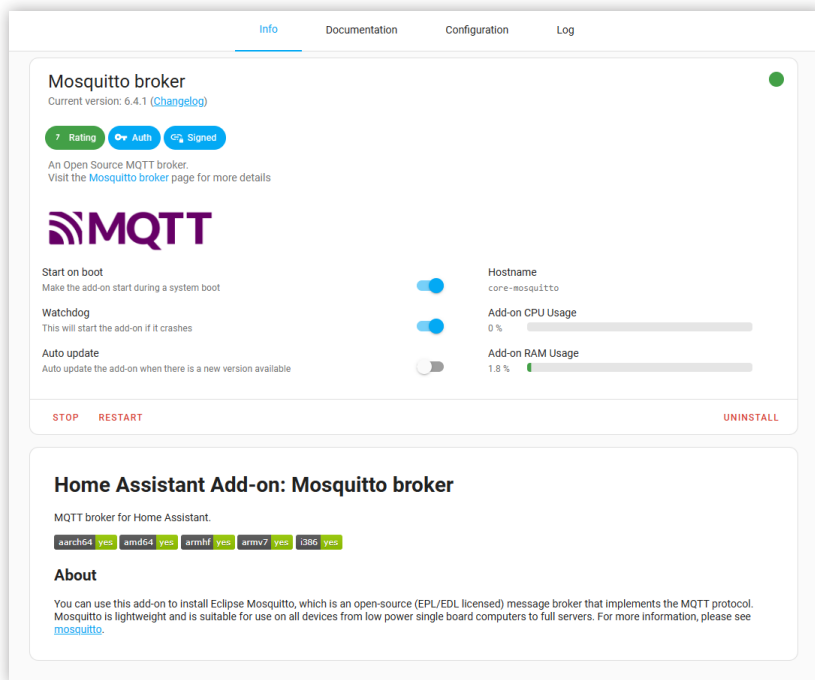 Info Documentation Configuration Log
Mosquitto broker
Current version: 6.4.1 (Changelog)
7 Rating Auth Signed
An Open Source MQTT broker.
Visit the Mosquitto broker page for more details
MQTT
Start on boot
Make the add-on start during a system boot
Hostname
core-mosquitto
Watchdog
This will start the add-on if it crashes
Add-on CPU Usage
0 %
Auto update
Auto update the add-on when there is a new version available
Add-on RAM Usage
1.8 %
STOP RESTART UNINSTALL
Home Assistant Add-on: Mosquitto broker
MQTT broker for Home Assistant.
aarch64 yes amd64 yes armhf yes armv7 yes i386 yes
About
You can use this add-on to install Eclipse Mosquitto, which is an open-source (EPL/EDL licensed) message broker that implements the MQTT protocol.
Mosquitto is lightweight and is suitable for use on all devices from low power single board computers to full servers. For more information, please see
mosquitto.